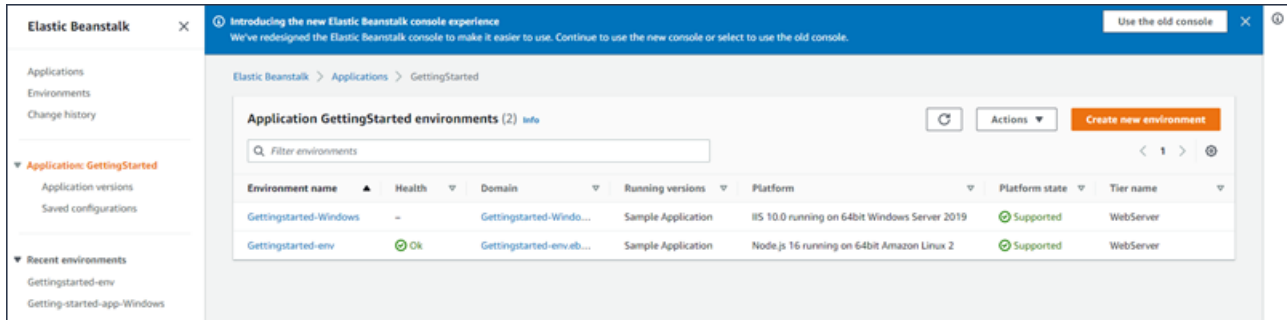 Elastic Beanstalk
Applications
Environments
Change history
Application: GettingStarted
Application versions
Saved configurations
Recent environments
Gettingstarted-env
Getting-started-app-Windows
Introducing the new Elastic Beanstalk console experience
We've redesigned the Elastic Beanstalk console to make it easier to use. Continue to use the new console or select to use the old console.
Use the old console
Elastic Beanstalk > Applications > GettingStarted
Application GettingStarted environments (2) Info
Actions
Create new environment
Filter environments
< 1 >
Environment name Health Domain Running versions Platform Platform state Tier name
Gettingstarted-Windows – Gettingstarted-Windo... Sample Application IIS 10.0 running on 64bit Windows Server 2019 Supported WebServer
Gettingstarted-env Ok Gettingstarted-env.eb... Sample Application Node.js 16 running on 64bit Amazon Linux 2 Supported WebServer